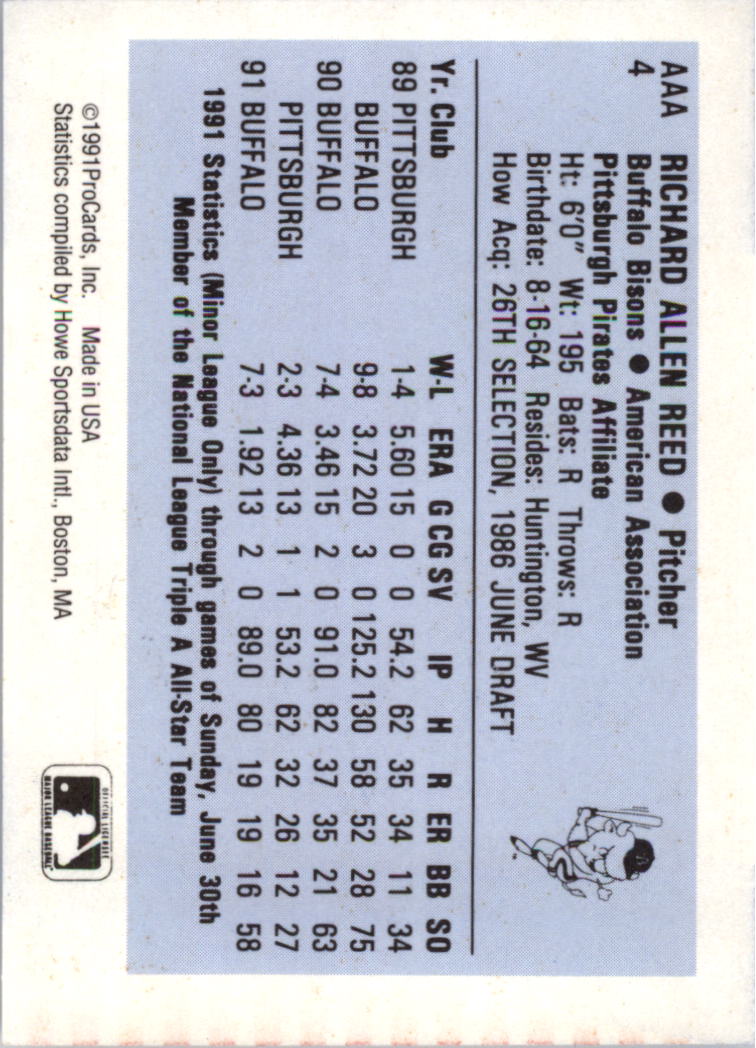 AAA RICHARD ALLEN REED ● Pitcher
4 Buffalo Bisons ● American Association
Pittsburgh Pirates Affiliate
Ht: 6'0" Wt: 195 Bats: R Throws: R
Birthdate: 8-16-64 Resides: Huntington, WV
How Acq: 26TH SELECTION, 1986 JUNE DRAFT
Yr. Club W-L ERA G CG SV IP H R ER BB SO
89 PITTSBURGH 1-4 5.60 15 0 0 54.2 62 35 34 11 34
BUFFALO 9-8 3.72 20 3 0 125.2 130 58 52 28 75
90 BUFFALO 7-4 3.46 15 2 0 91.0 82 37 35 21 63
PITTSBURGH 2-3 4.36 13 1 1 53.2 62 32 26 12 27
91 BUFFALO 7-3 1.92 13 2 0 89.0 80 19 19 16 58
1991 Statistics (Minor League Only) through games of Sunday, June 30th
Member of the National League Triple A All-Star Team
©1991ProCards, Inc. Made in USA
Statistics compiled by Howe Sportsdata Intl., Boston, MA
OFFICIAL LICENSEE
MAJOR LEAGUE BASEBALL